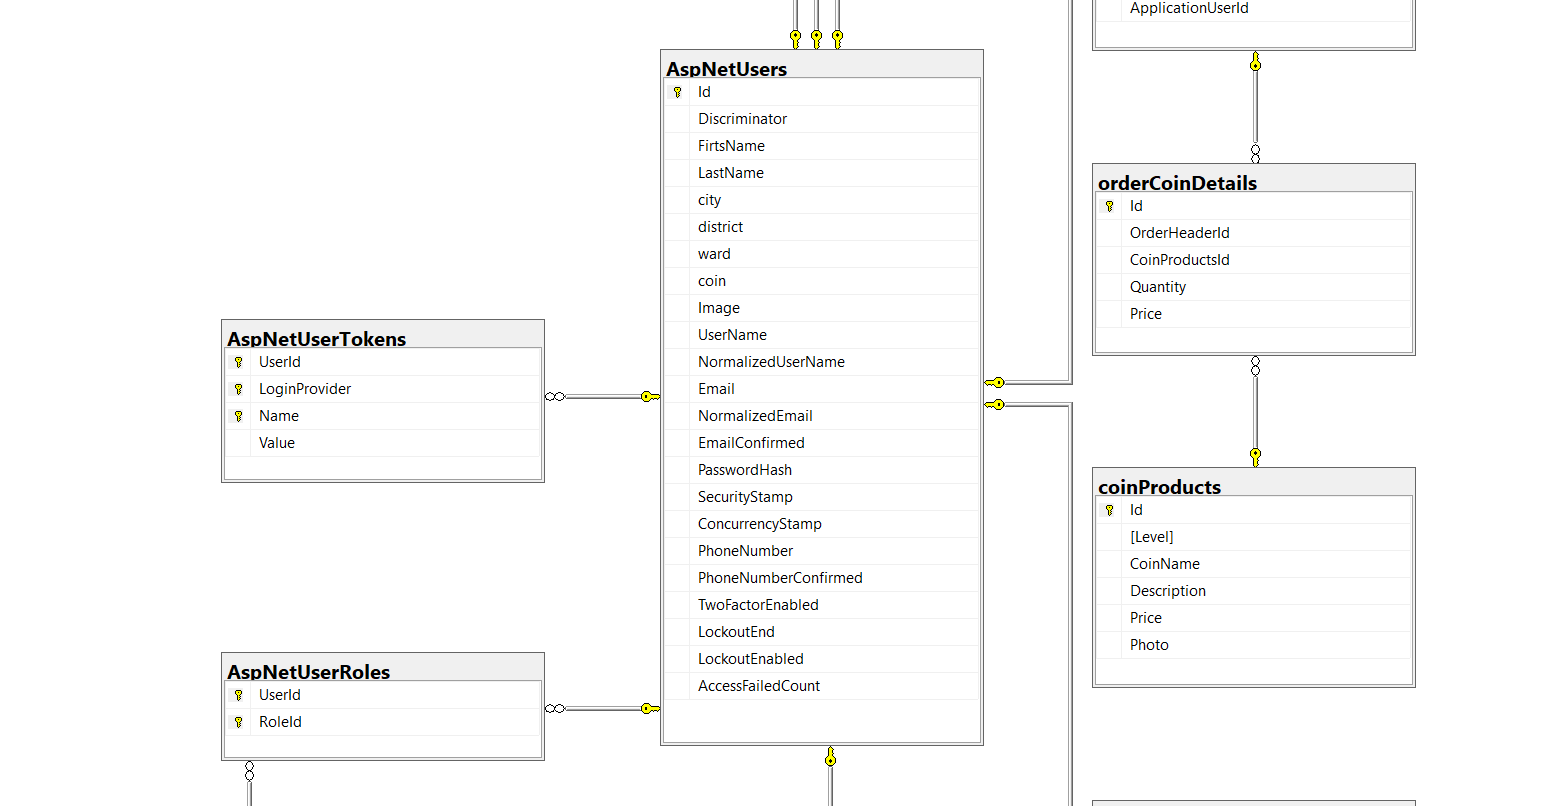 ApplicationUserId
AspNetUsers
Id
Discriminator
FirtsName
LastName
city
district
ward
coin
Image
UserName
NormalizedUserName
Email
NormalizedEmail
EmailConfirmed
PasswordHash
SecurityStamp
ConcurrencyStamp
PhoneNumber
PhoneNumberConfirmed
TwoFactorEnabled
LockoutEnd
LockoutEnabled
AccessFailedCount
orderCoinDetails
Id
OrderHeaderId
CoinProductsId
Quantity
Price
AspNetUserTokens
UserId
LoginProvider
Name
Value
coinProducts
Id
[Level]
CoinName
Description
Price
Photo
AspNetUserRoles
UserId
RoleId